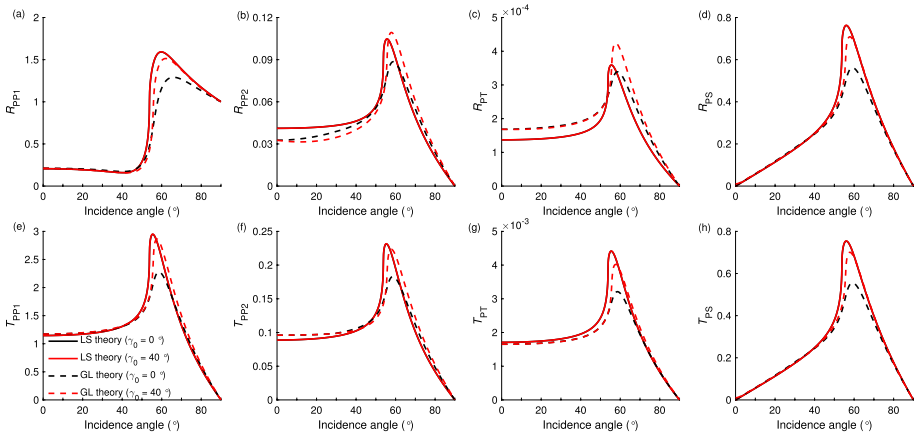 (a)
2
1.5
1
0.5
0
R_PP1
0 20 40 60 80
Incidence angle (°)
(b)
0.12
0.09
0.06
0.03
0
R_PP2
0 20 40 60 80
Incidence angle (°)
(c)
×10⁻⁴
5
4
3
2
1
0
R_PT
0 20 40 60 80
Incidence angle (°)
(d)
0.8
0.6
0.4
0.2
0
R_PS
0 20 40 60 80
Incidence angle (°)
(e)
3
2.5
2
1.5
1
0.5
0
T_PP1
LS theory (γ₀ = 0 °)
LS theory (γ₀ = 40 °)
GL theory (γ₀ = 0 °)
GL theory (γ₀ = 40 °)
0 20 40 60 80
Incidence angle (°)
(f)
0.25
0.2
0.15
0.10
0.05
0
T_PP2
0 20 40 60 80
Incidence angle (°)
(g)
×10⁻³
5
4
3
2
1
0
T_PT
0 20 40 60 80
Incidence angle (°)
(h)
0.8
0.6
0.4
0.2
0
T_PS
0 20 40 60 80
Incidence angle (°)